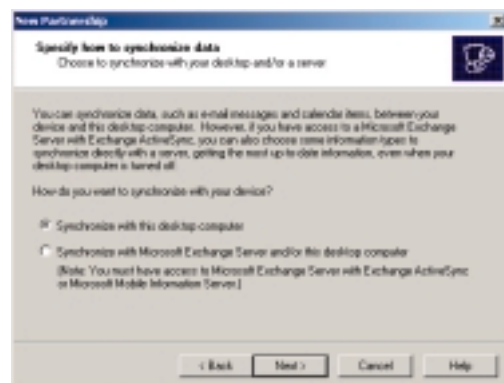 New Partnership
Specify how to synchronize data
Choose to synchronize with your desktop and/or a server
You can synchronize data, such as e-mail messages and calendar items, between your
device and this desktop computer. However, if you have access to a Microsoft Exchange
Server with Exchange ActiveSync, you can also choose some information types to
synchronize directly with a server, getting the most up to date information, even when your
desktop computer is turned off.
How do you want to synchronize with your device?
Synchronize with this desktop computer
Synchronize with Microsoft Exchange Server and/or this desktop computer
(Note: You must have access to Microsoft Exchange Server with Exchange ActiveSync
or Microsoft Mobile Information Server.)
< Back
Next >
Cancel
Help